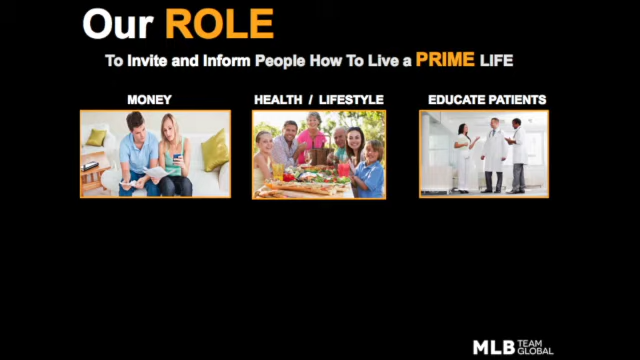 Our ROLE
To Invite and Inform People How To Live a PRIME LIFE
MONEY
HEALTH / LIFESTYLE
EDUCATE PATIENTS
MLB TEAM GLOBAL